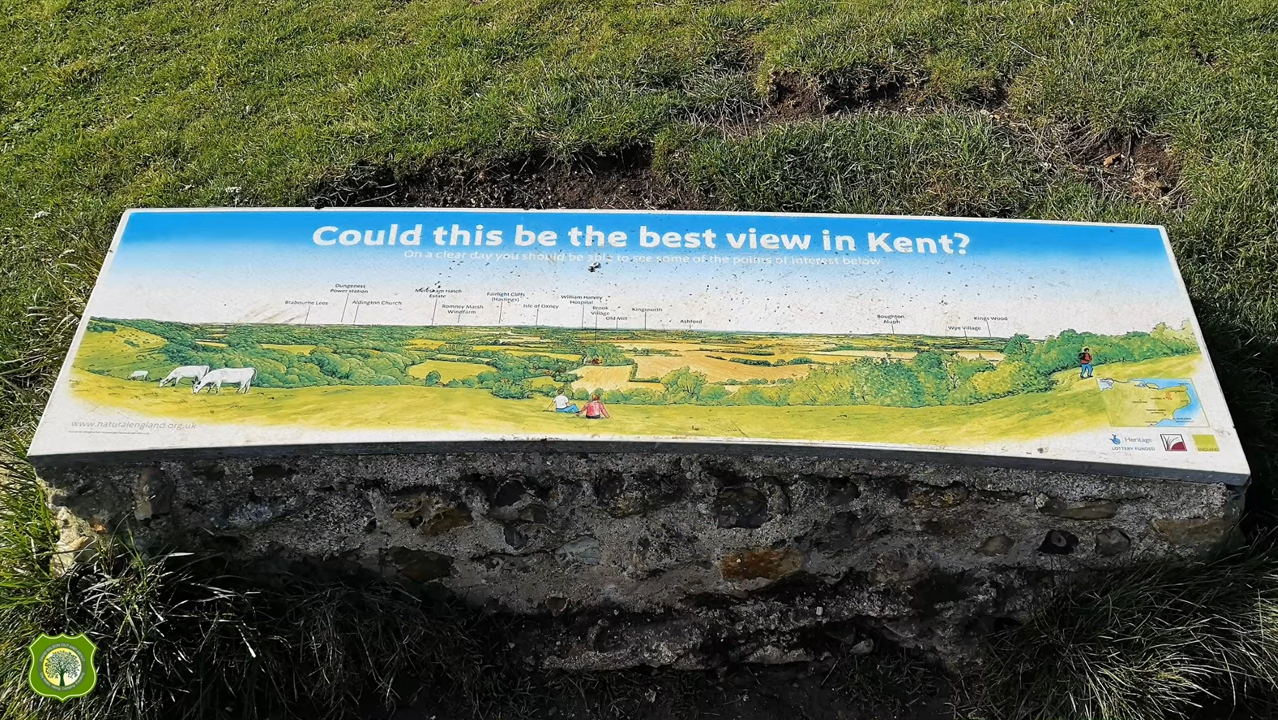 Could this be the best view in Kent?
On a clear day you should be able to see some of the points of interest below
Brabourne Lees
Dungeness
Power station
Aldington Church
Mersham Hatch
Estate
Romney Marsh
Windfarm
Fairlight Cliffs
(Hastings)
Isle of Oxney
William Harvey
Hospital
Brook
Village
Old Mill
Kingsnorth
Ashford
Boughton
Aluph
Wye Village
Kings Wood
www.naturalengland.org.uk
Heritage
LOTTERY FUNDED